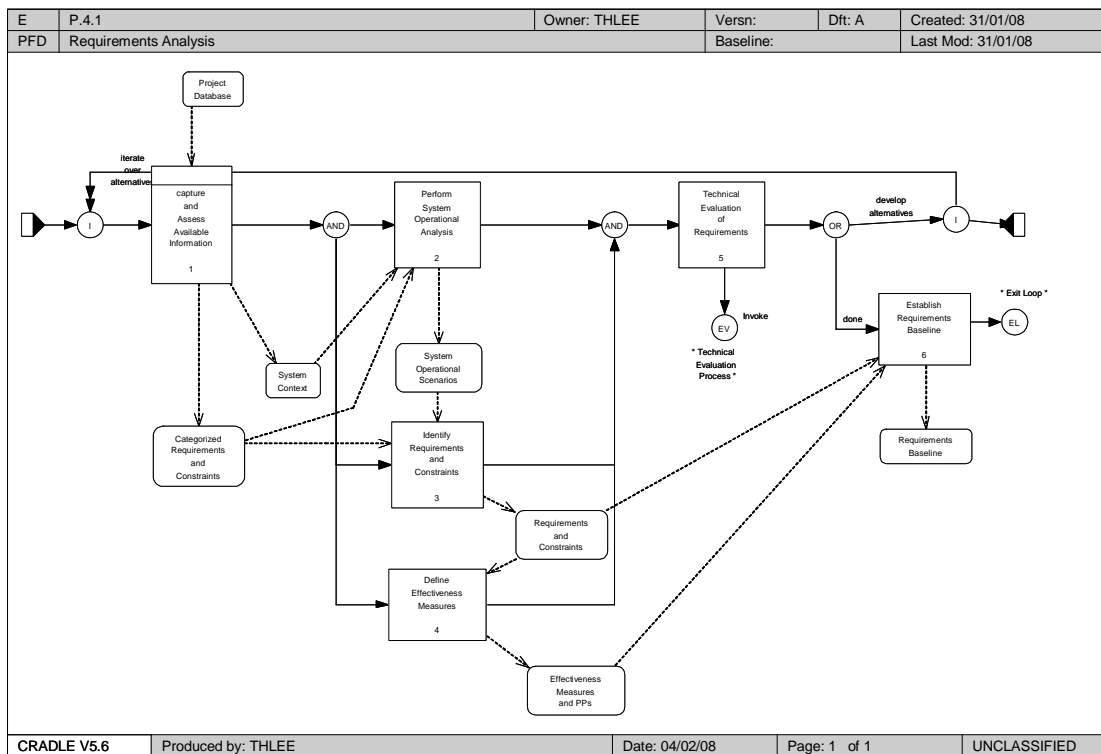 E P.4.1 Owner: THLEE Versn: Dft: A Created: 31/01/08
PFD Requirements Analysis Baseline: Last Mod: 31/01/08
Project
Database
iterate
over
alternatives
I
capture
and
Assess
Available
Information
1
AND
Perform
System
Operational
Analysis
2
AND
Technical
Evaluation
of
Requirements
5
OR
develop
alternatives
I
Invoke
EV
* Technical
Evaluation
Process *
done
Establish
Requirements
Baseline
6
* Exit Loop *
EL
System
Context
System
Operational
Scenarios
Categorized
Requirements
and
Constraints
Identify
Requirements
and
Constraints
3
Requirements
Baseline
Requirements
and
Constraints
Define
Effectiveness
Measures
4
Effectiveness
Measures
and PPs
CRADLE V5.6 Produced by: THLEE Date: 04/02/08 Page: 1 of 1 UNCLASSIFIED